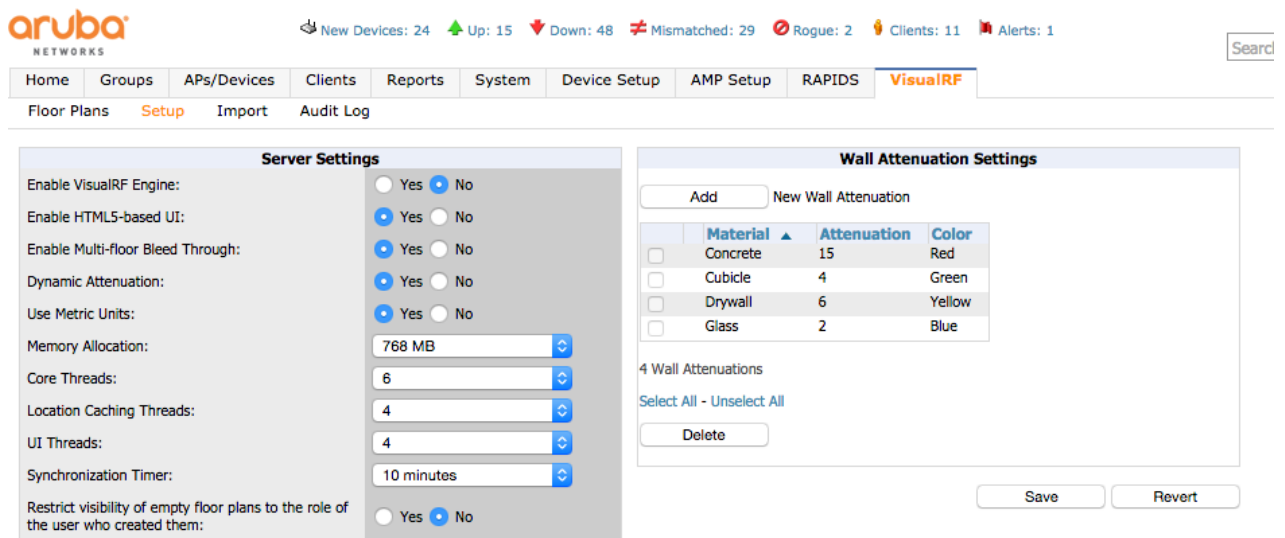 aruba
NETWORKS
New Devices: 24 Up: 15 Down: 48 Mismatched: 29 Rogue: 2 Clients: 11 Alerts: 1
Search
Home Groups APs/Devices Clients Reports System Device Setup AMP Setup RAPIDS VisualRF
Floor Plans Setup Import Audit Log
Server Settings
Enable VisualRF Engine: Yes No
Enable HTML5-based UI: Yes No
Enable Multi-floor Bleed Through: Yes No
Dynamic Attenuation: Yes No
Use Metric Units: Yes No
Memory Allocation: 768 MB
Core Threads: 6
Location Caching Threads: 4
UI Threads: 4
Synchronization Timer: 10 minutes
Restrict visibility of empty floor plans to the role of
the user who created them: Yes No
Wall Attenuation Settings
Add New Wall Attenuation
Material Attenuation Color
Concrete 15 Red
Cubicle 4 Green
Drywall 6 Yellow
Glass 2 Blue
4 Wall Attenuations
Select All - Unselect All
Delete
Save Revert